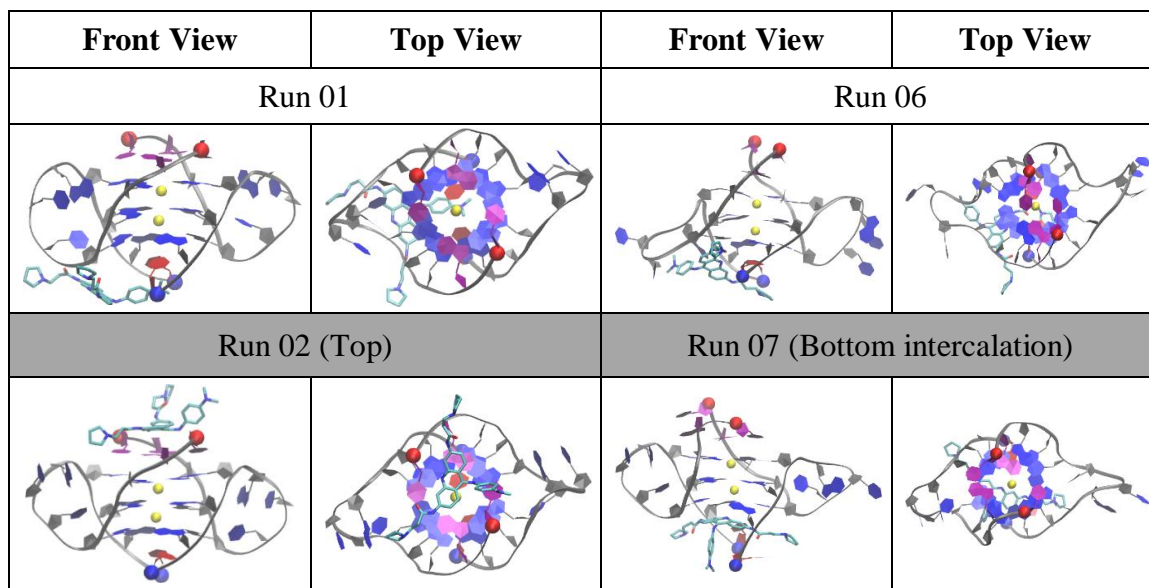 Front View Top View Front View Top View
Run 01 Run 06
Run 02 (Top) Run 07 (Bottom intercalation)